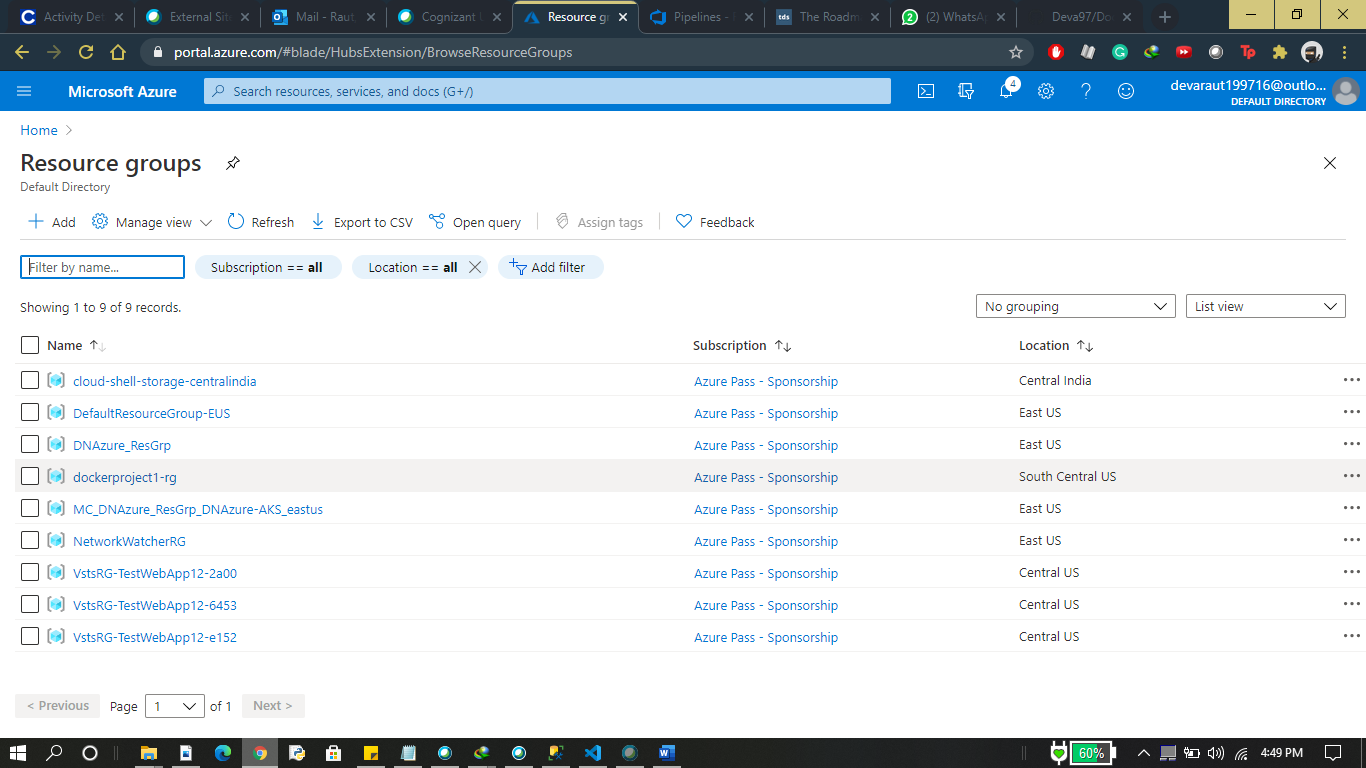 Activity De
External Sit
Mail - Raut
Cognizant
Resource gr
Pipelines -
tds The Roadm
2 (2) WhatsA
Deva97/Do
portal.azure.com/#blade/HubsExtension/BrowseResourceGroups
Microsoft Azure
Search resources, services, and docs (G+/)
4
devaraut199716@outlo...
DEFAULT DIRECTORY
Home
Resource groups
Default Directory
Add Manage view Refresh Export to CSV Open query Assign tags Feedback
Filter by name... Subscription == all Location == all Add filter
Showing 1 to 9 of 9 records. No grouping List view
Name Subscription Location
cloud-shell-storage-centralindia Azure Pass - Sponsorship Central India
DefaultResourceGroup-EUS Azure Pass - Sponsorship East US
DNAzure_ResGrp Azure Pass - Sponsorship East US
dockerproject1-rg Azure Pass - Sponsorship South Central US
MC_DNAzure_ResGrp_DNAzure-AKS_eastus Azure Pass - Sponsorship East US
NetworkWatcherRG Azure Pass - Sponsorship East US
VstsRG-TestWebApp12-2a00 Azure Pass - Sponsorship Central US
VstsRG-TestWebApp12-6453 Azure Pass - Sponsorship Central US
VstsRG-TestWebApp12-e152 Azure Pass - Sponsorship Central US
< Previous Page 1 of 1 Next >
60% 4:49 PM